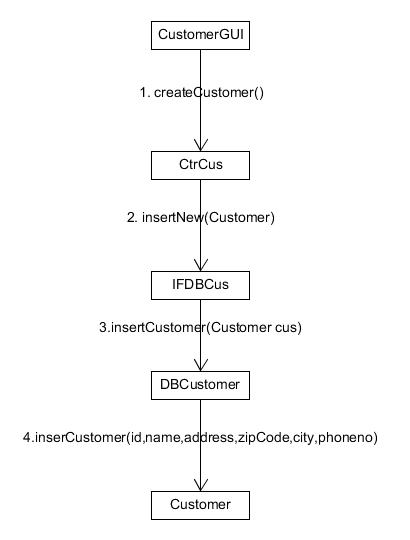 CustomerGUI
1. createCustomer()
CtrCus
2. insertNew(Customer)
IFDBCus
3.insertCustomer(Customer cus)
DBCustomer
4.inserCustomer(id,name,address,zipCode,city,phoneno)
Customer